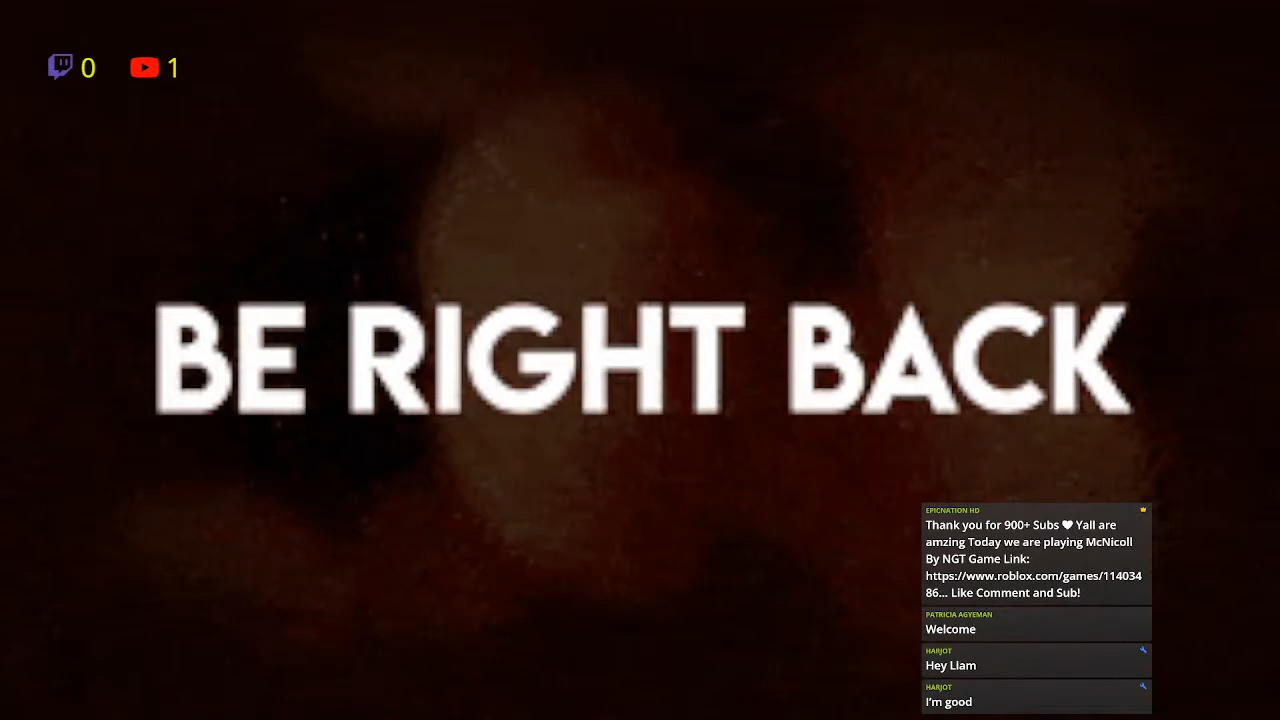 0 1
BE RIGHT BACK
EPICNATION HD
Thank you for 900+ Subs ♥ Yall are
amzing Today we are playing McNicoll
By NGT Game Link:
https://www.roblox.com/games/114034
86... Like Comment and Sub!
PATRICIA AGYEMAN
Welcome
HARJOT
Hey LIam
HARJOT
I'm good